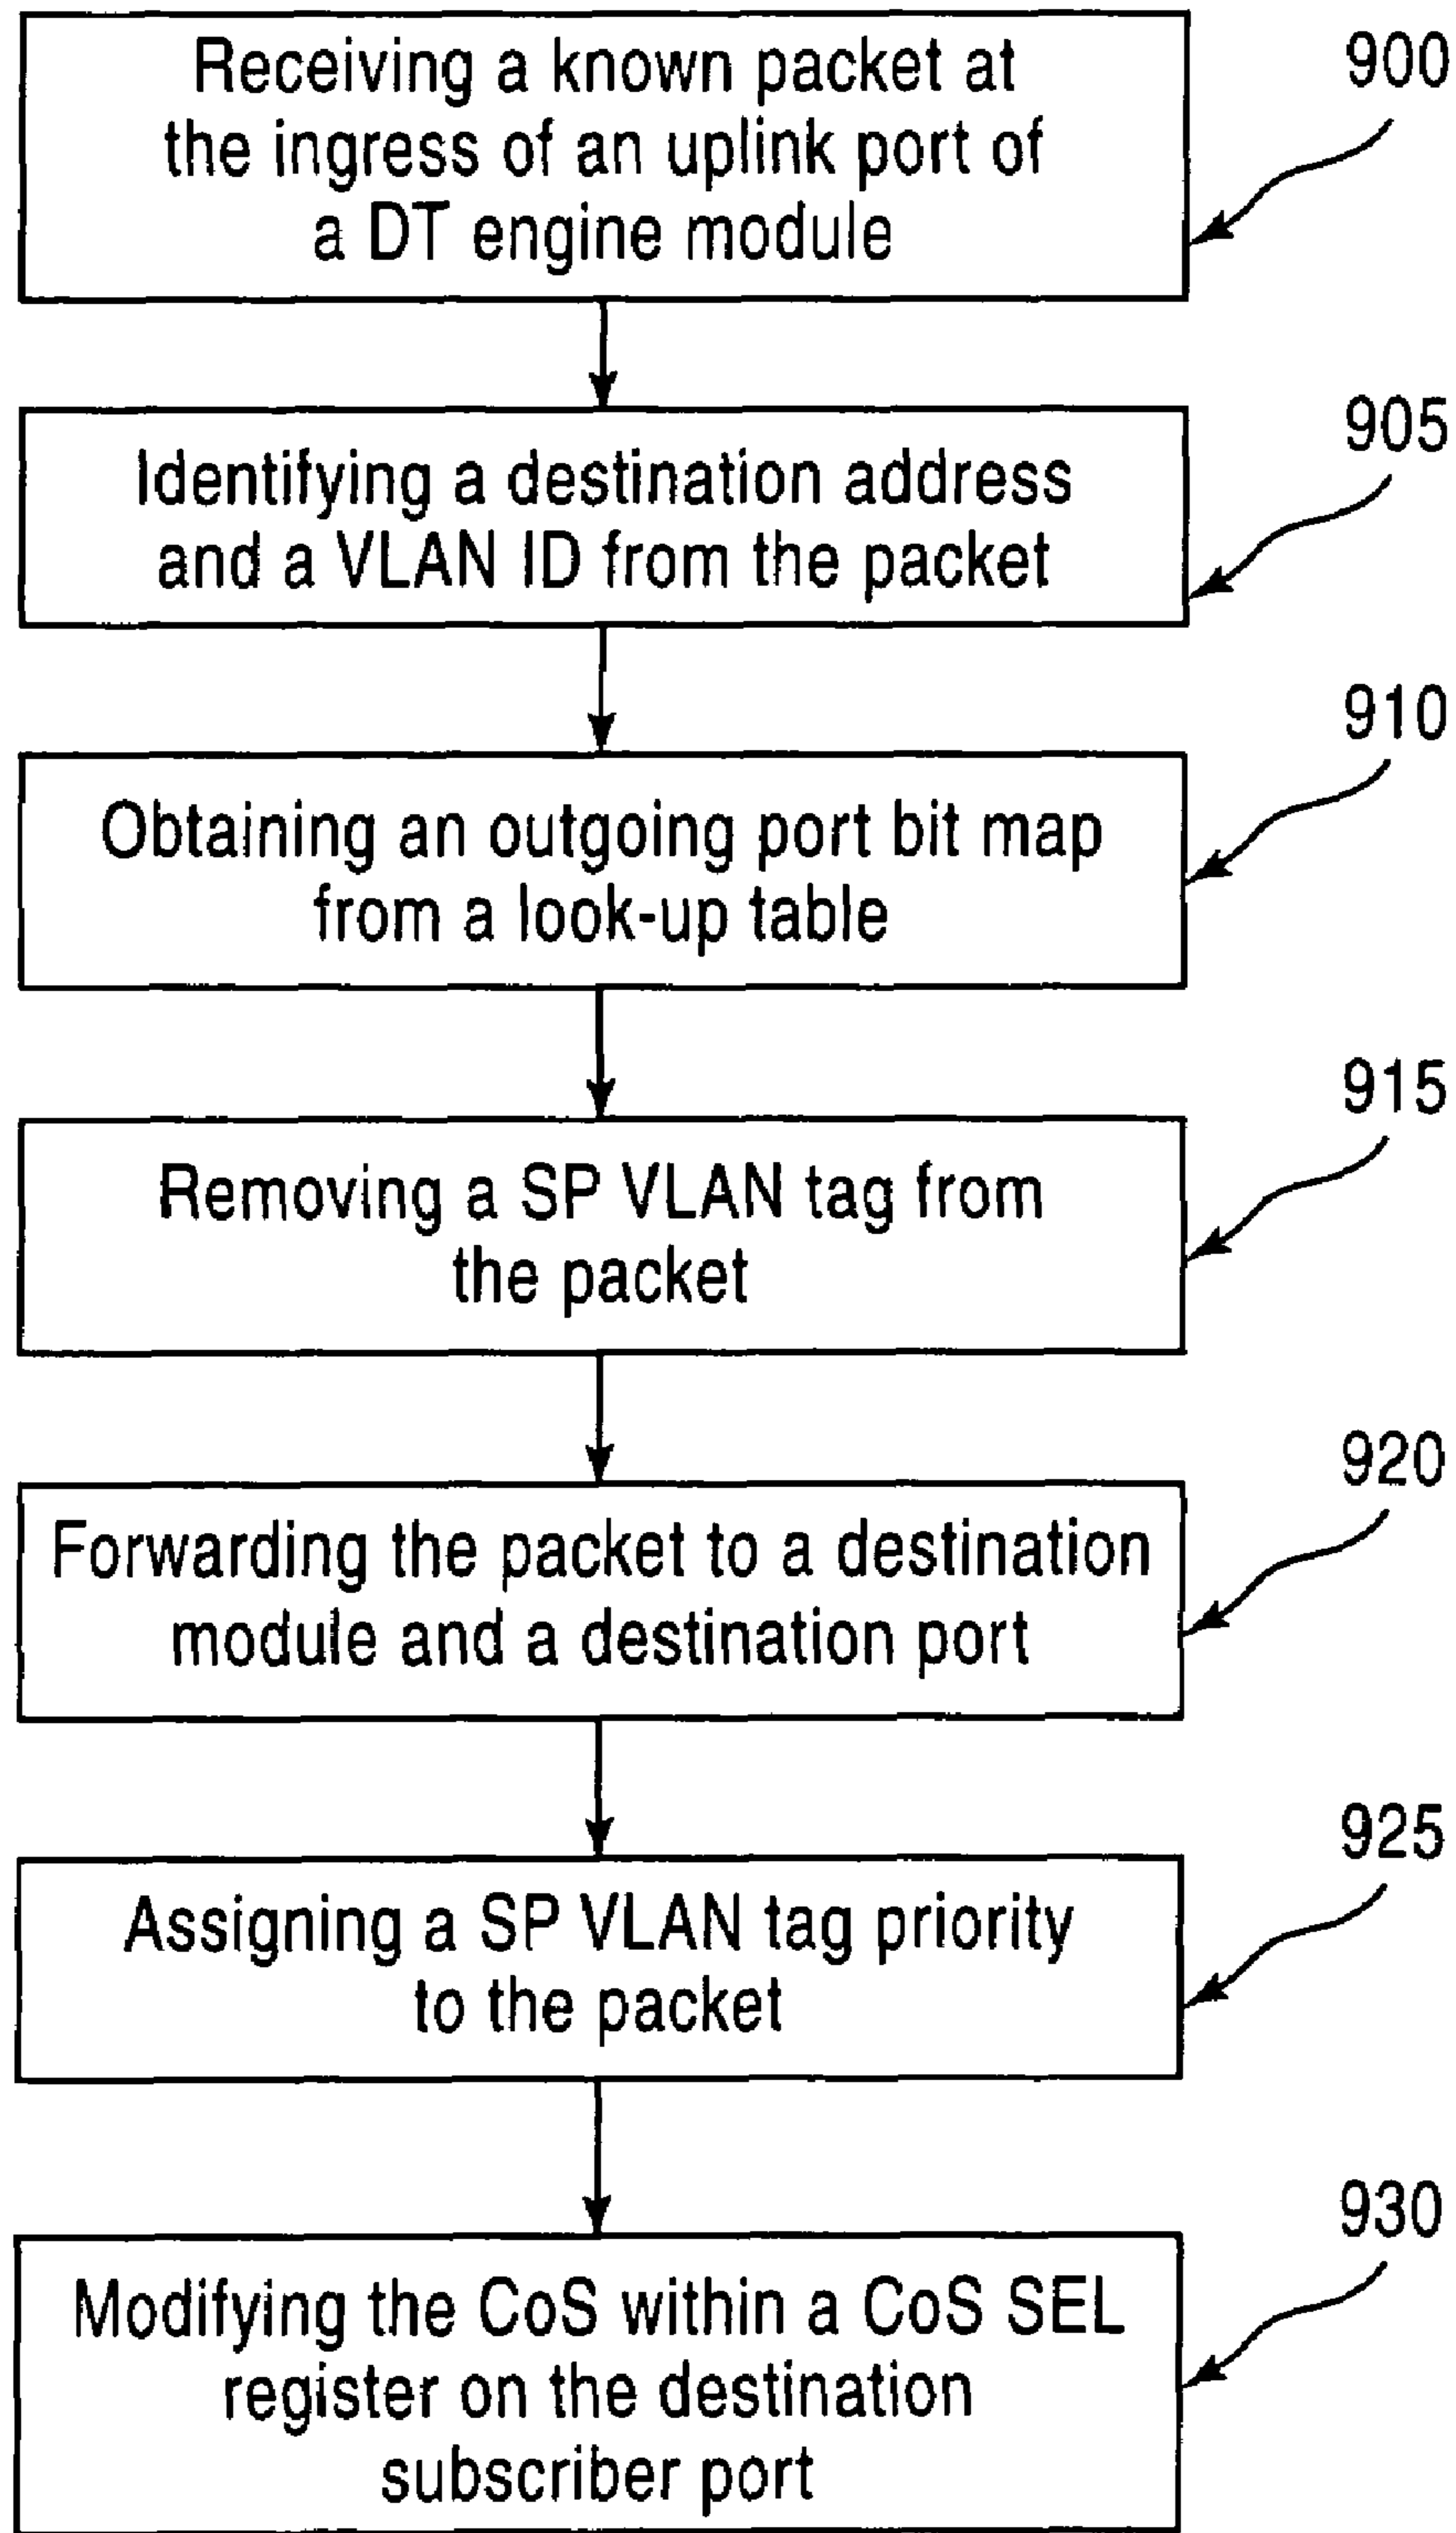 Receiving a known packet at
the ingress of an uplink port of
a DT engine module
900
Identifying a destination address
and a VLAN ID from the packet
905
Obtaining an outgoing port bit map
from a look-up table
910
Removing a SP VLAN tag from
the packet
915
Forwarding the packet to a destination
module and a destination port
920
Assigning a SP VLAN tag priority
to the packet
925
Modifying the CoS within a CoS SEL
register on the destination
subscriber port
930